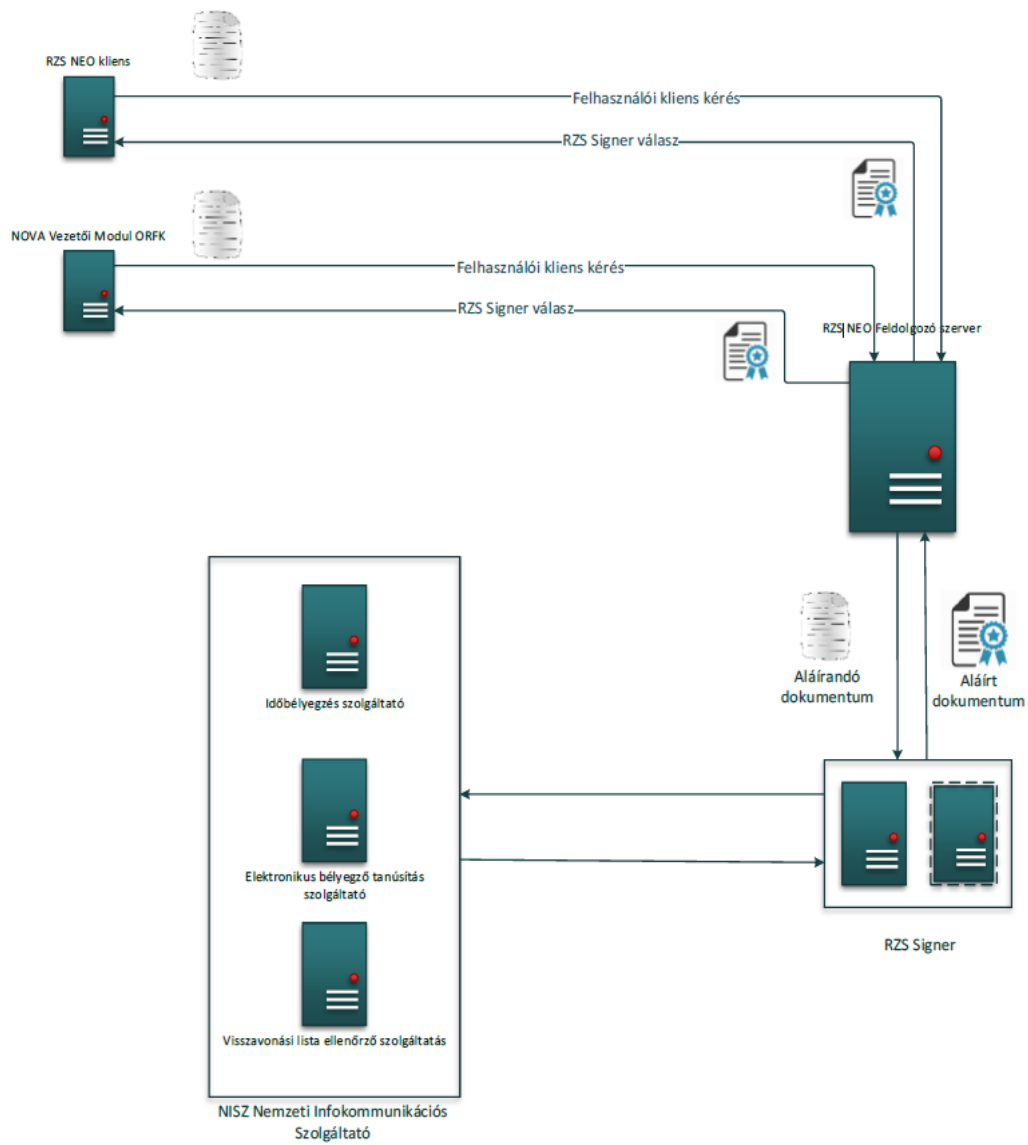 RZS NEO kliens
Felhasználói kliens kérés
RZS Signer válasz
NOVA Vezetői Modul ORFK
Felhasználói kliens kérés
RZS Signer válasz
RZS NEO Feldolgozó szerver
Aláírandó
dokumentum
Aláírt
dokumentum
Időbélyegzés szolgáltató
Elektronikus bélyegző tanúsítás
szolgáltató
Visszavonási lista ellenőrző szolgáltatás
RZS Signer
NISZ Nemzeti Infokommunikációs
Szolgáltató